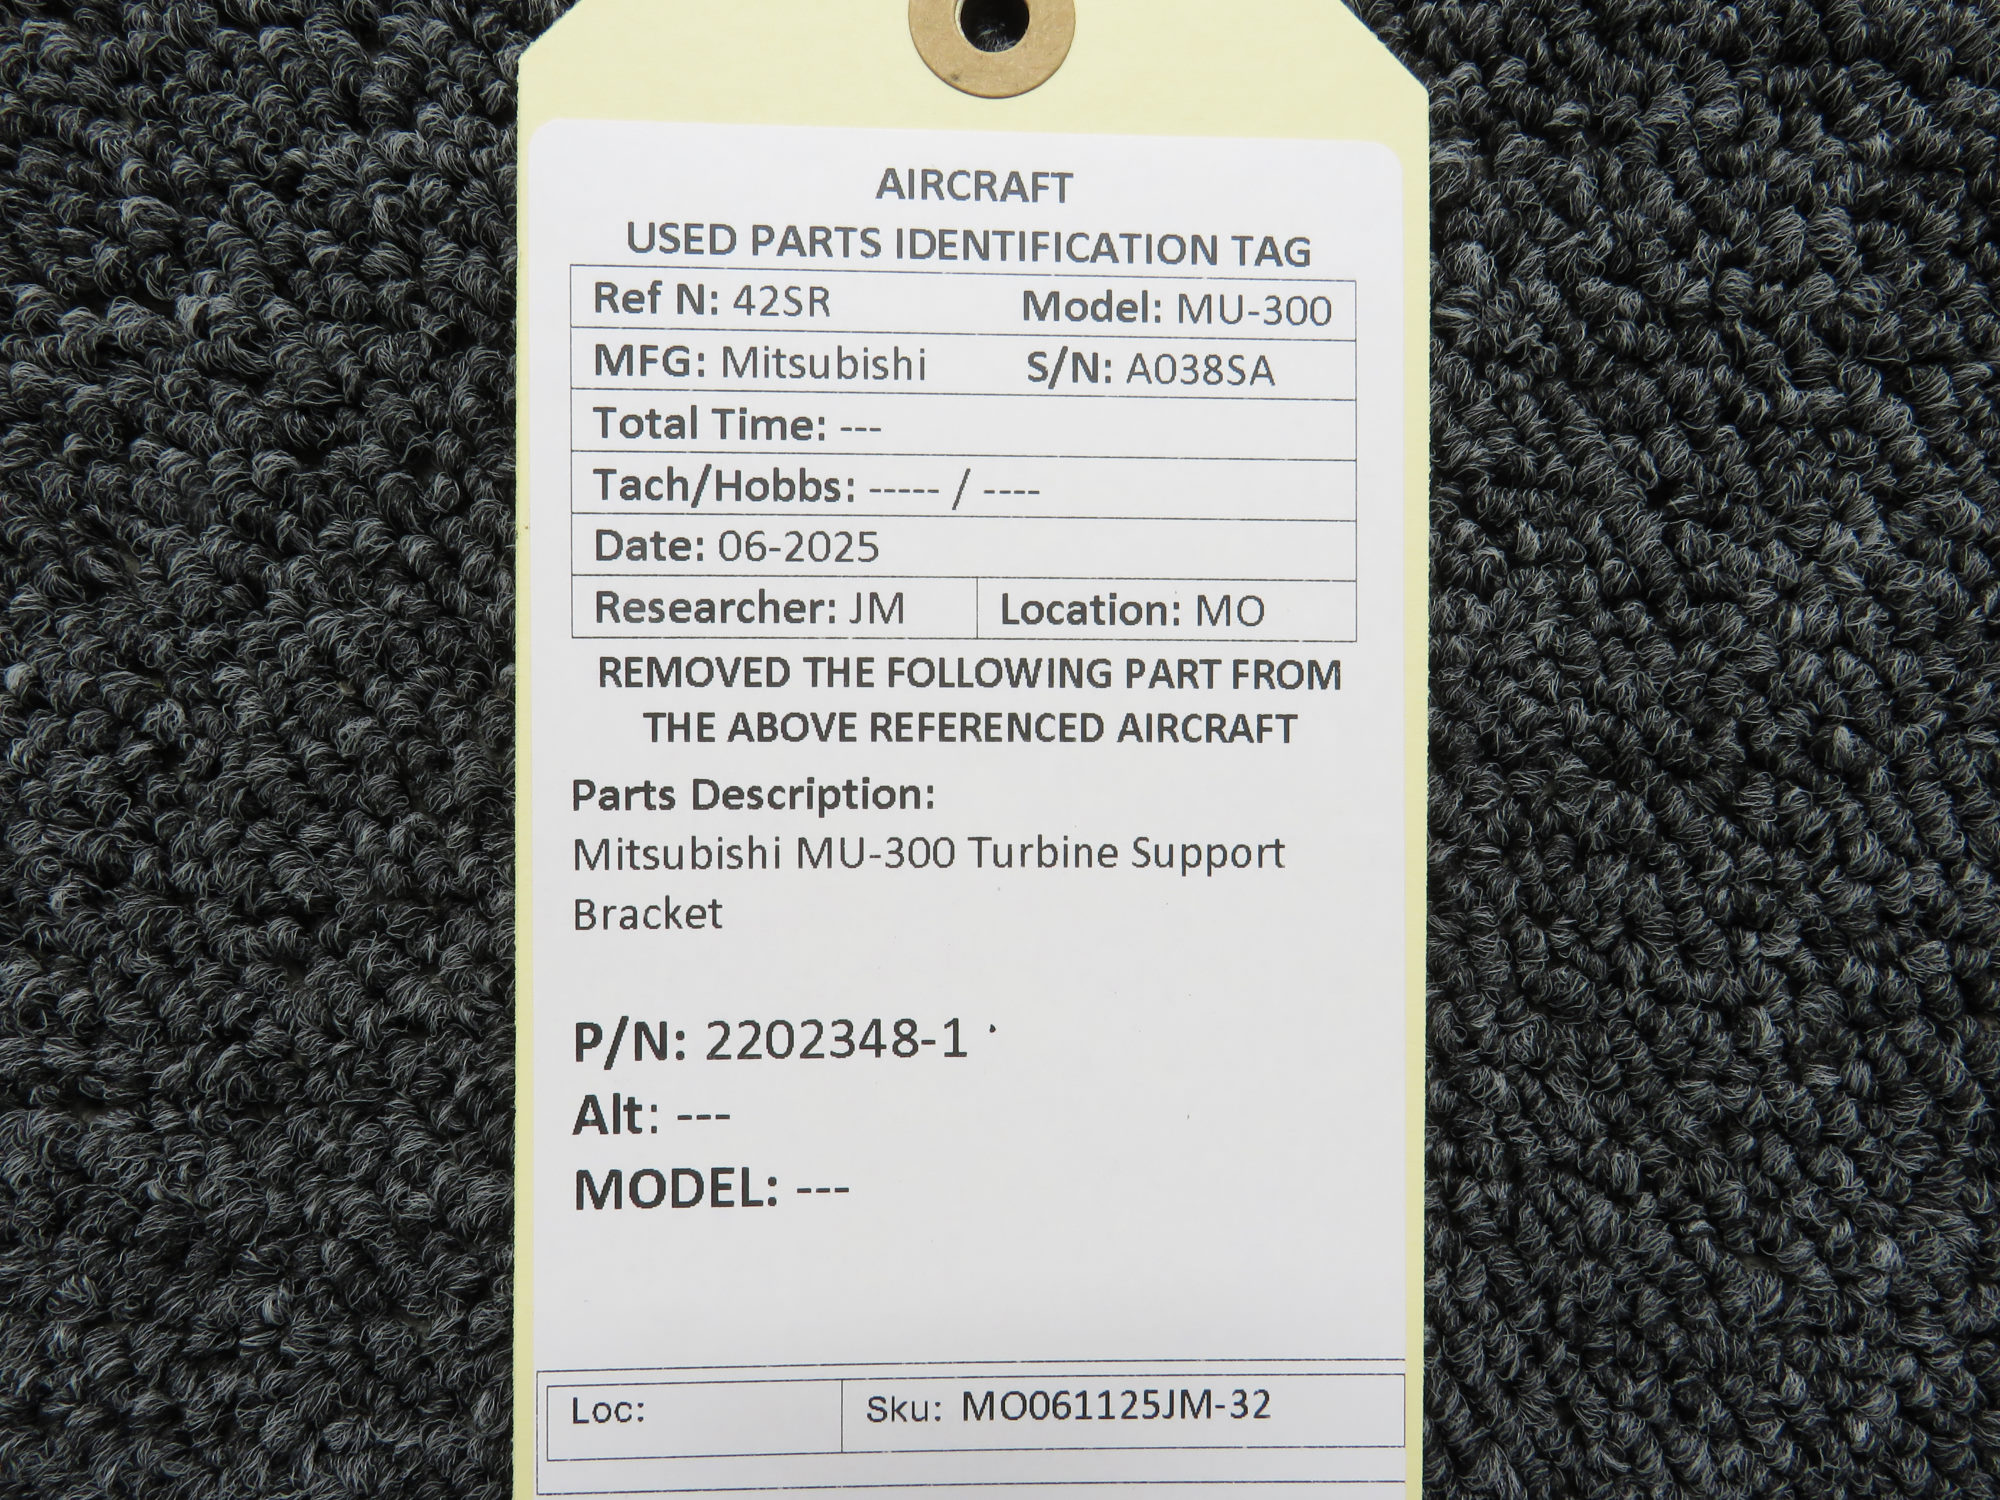 AIRCRAFT
USED PARTS IDENTIFICATION TAG
Ref N: 42SR Model: MU-300
MFG: Mitsubishi S/N: A038SA
Total Time: ---
Tach/Hobbs: ----- / ----
Date: 06-2025
Researcher: JM Location: MO
REMOVED THE FOLLOWING PART FROM
THE ABOVE REFERENCED AIRCRAFT
Parts Description:
Mitsubishi MU-300 Turbine Support
Bracket
P/N: 2202348-1
Alt: ---
MODEL: ---
Loc: Sku: MO061125JM-32